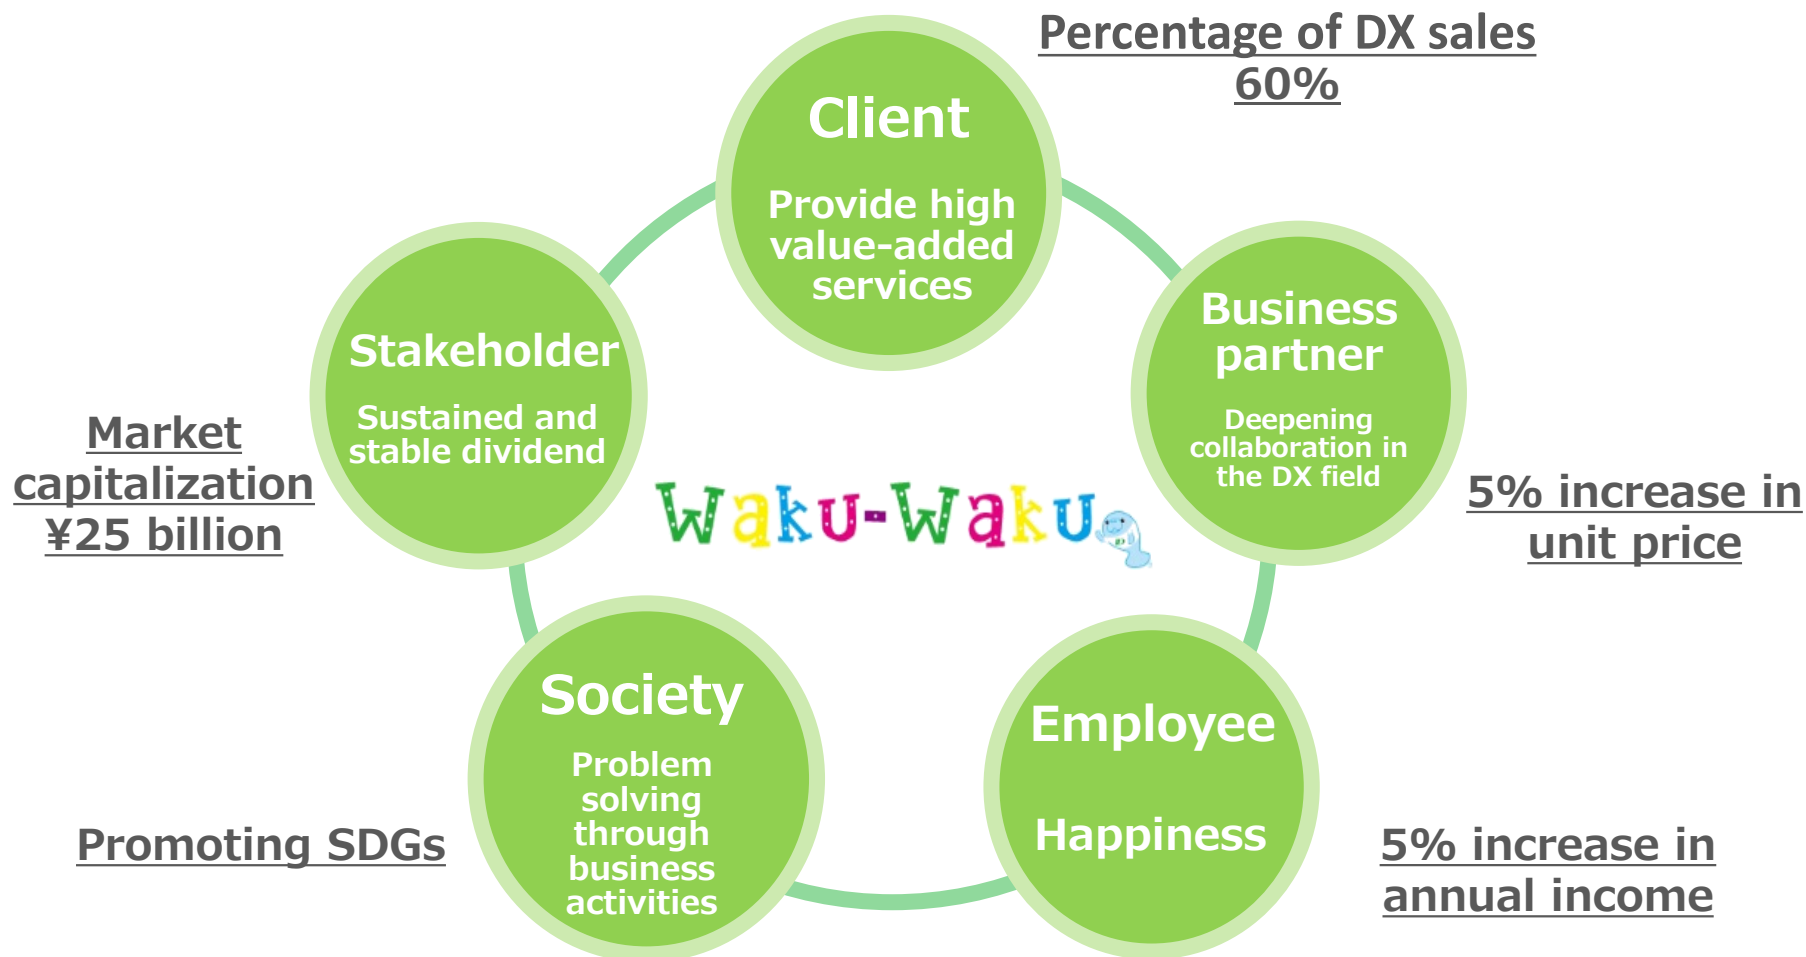 Percentage of DX sales
60%
Client
Provide high
value-added
services
Business
partner
Deepening
collaboration in
the DX field
5% increase in
unit price
Employee
Happiness
5% increase in
annual income
Society
Problem
solving
through
business
activities
Promoting SDGs
Stakeholder
Sustained and
stable dividend
Market
capitalization
¥25 billion
Waku-Waku